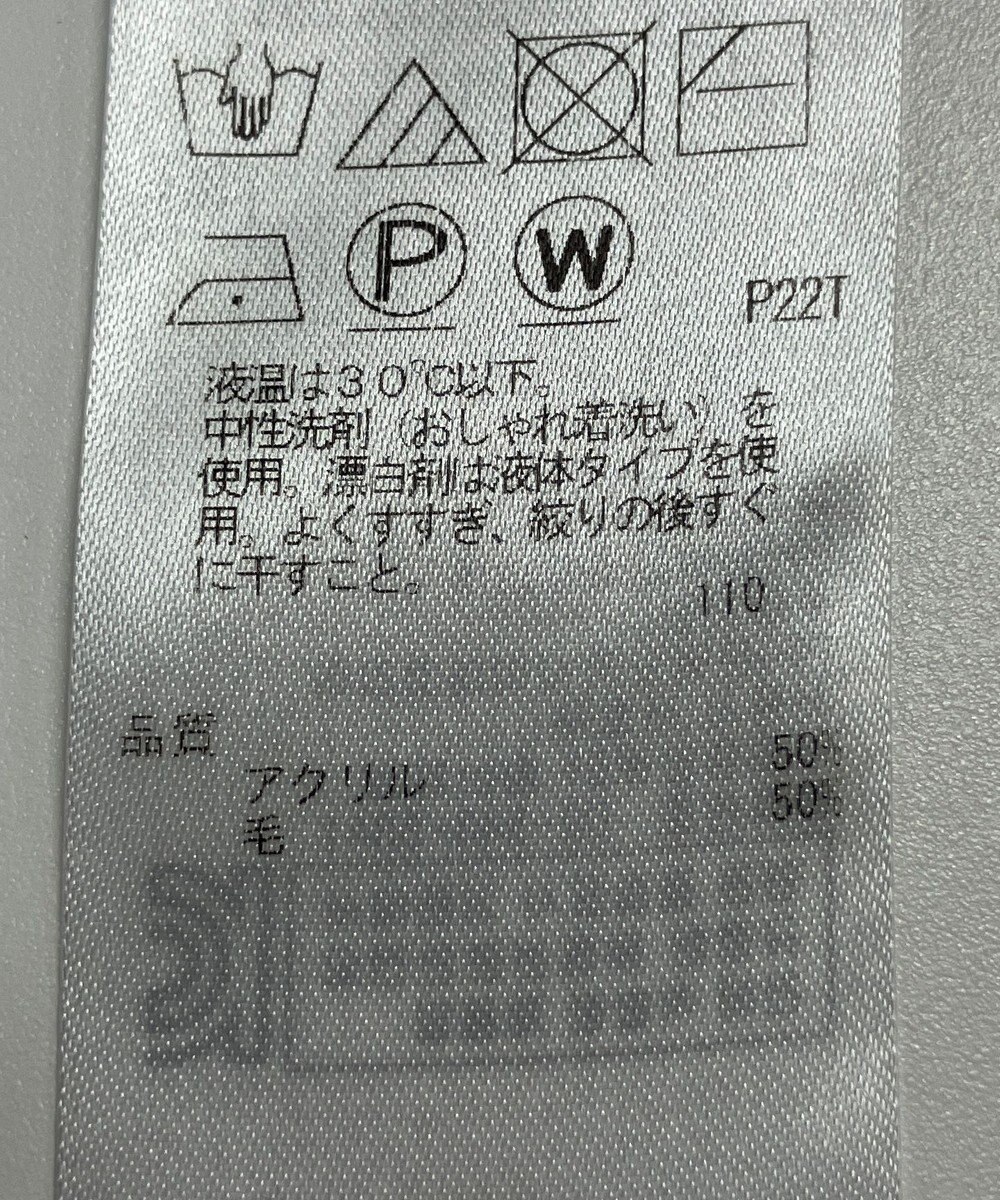 P
W
P22T
液温は30℃以下。
中性洗剤（おしゃれ着洗い）を
使用。漂白剤は液体タイプを使
用。よくすすぎ、絞りの後すぐ
に干すこと。
110
品質
アクリル 50%
毛 50%